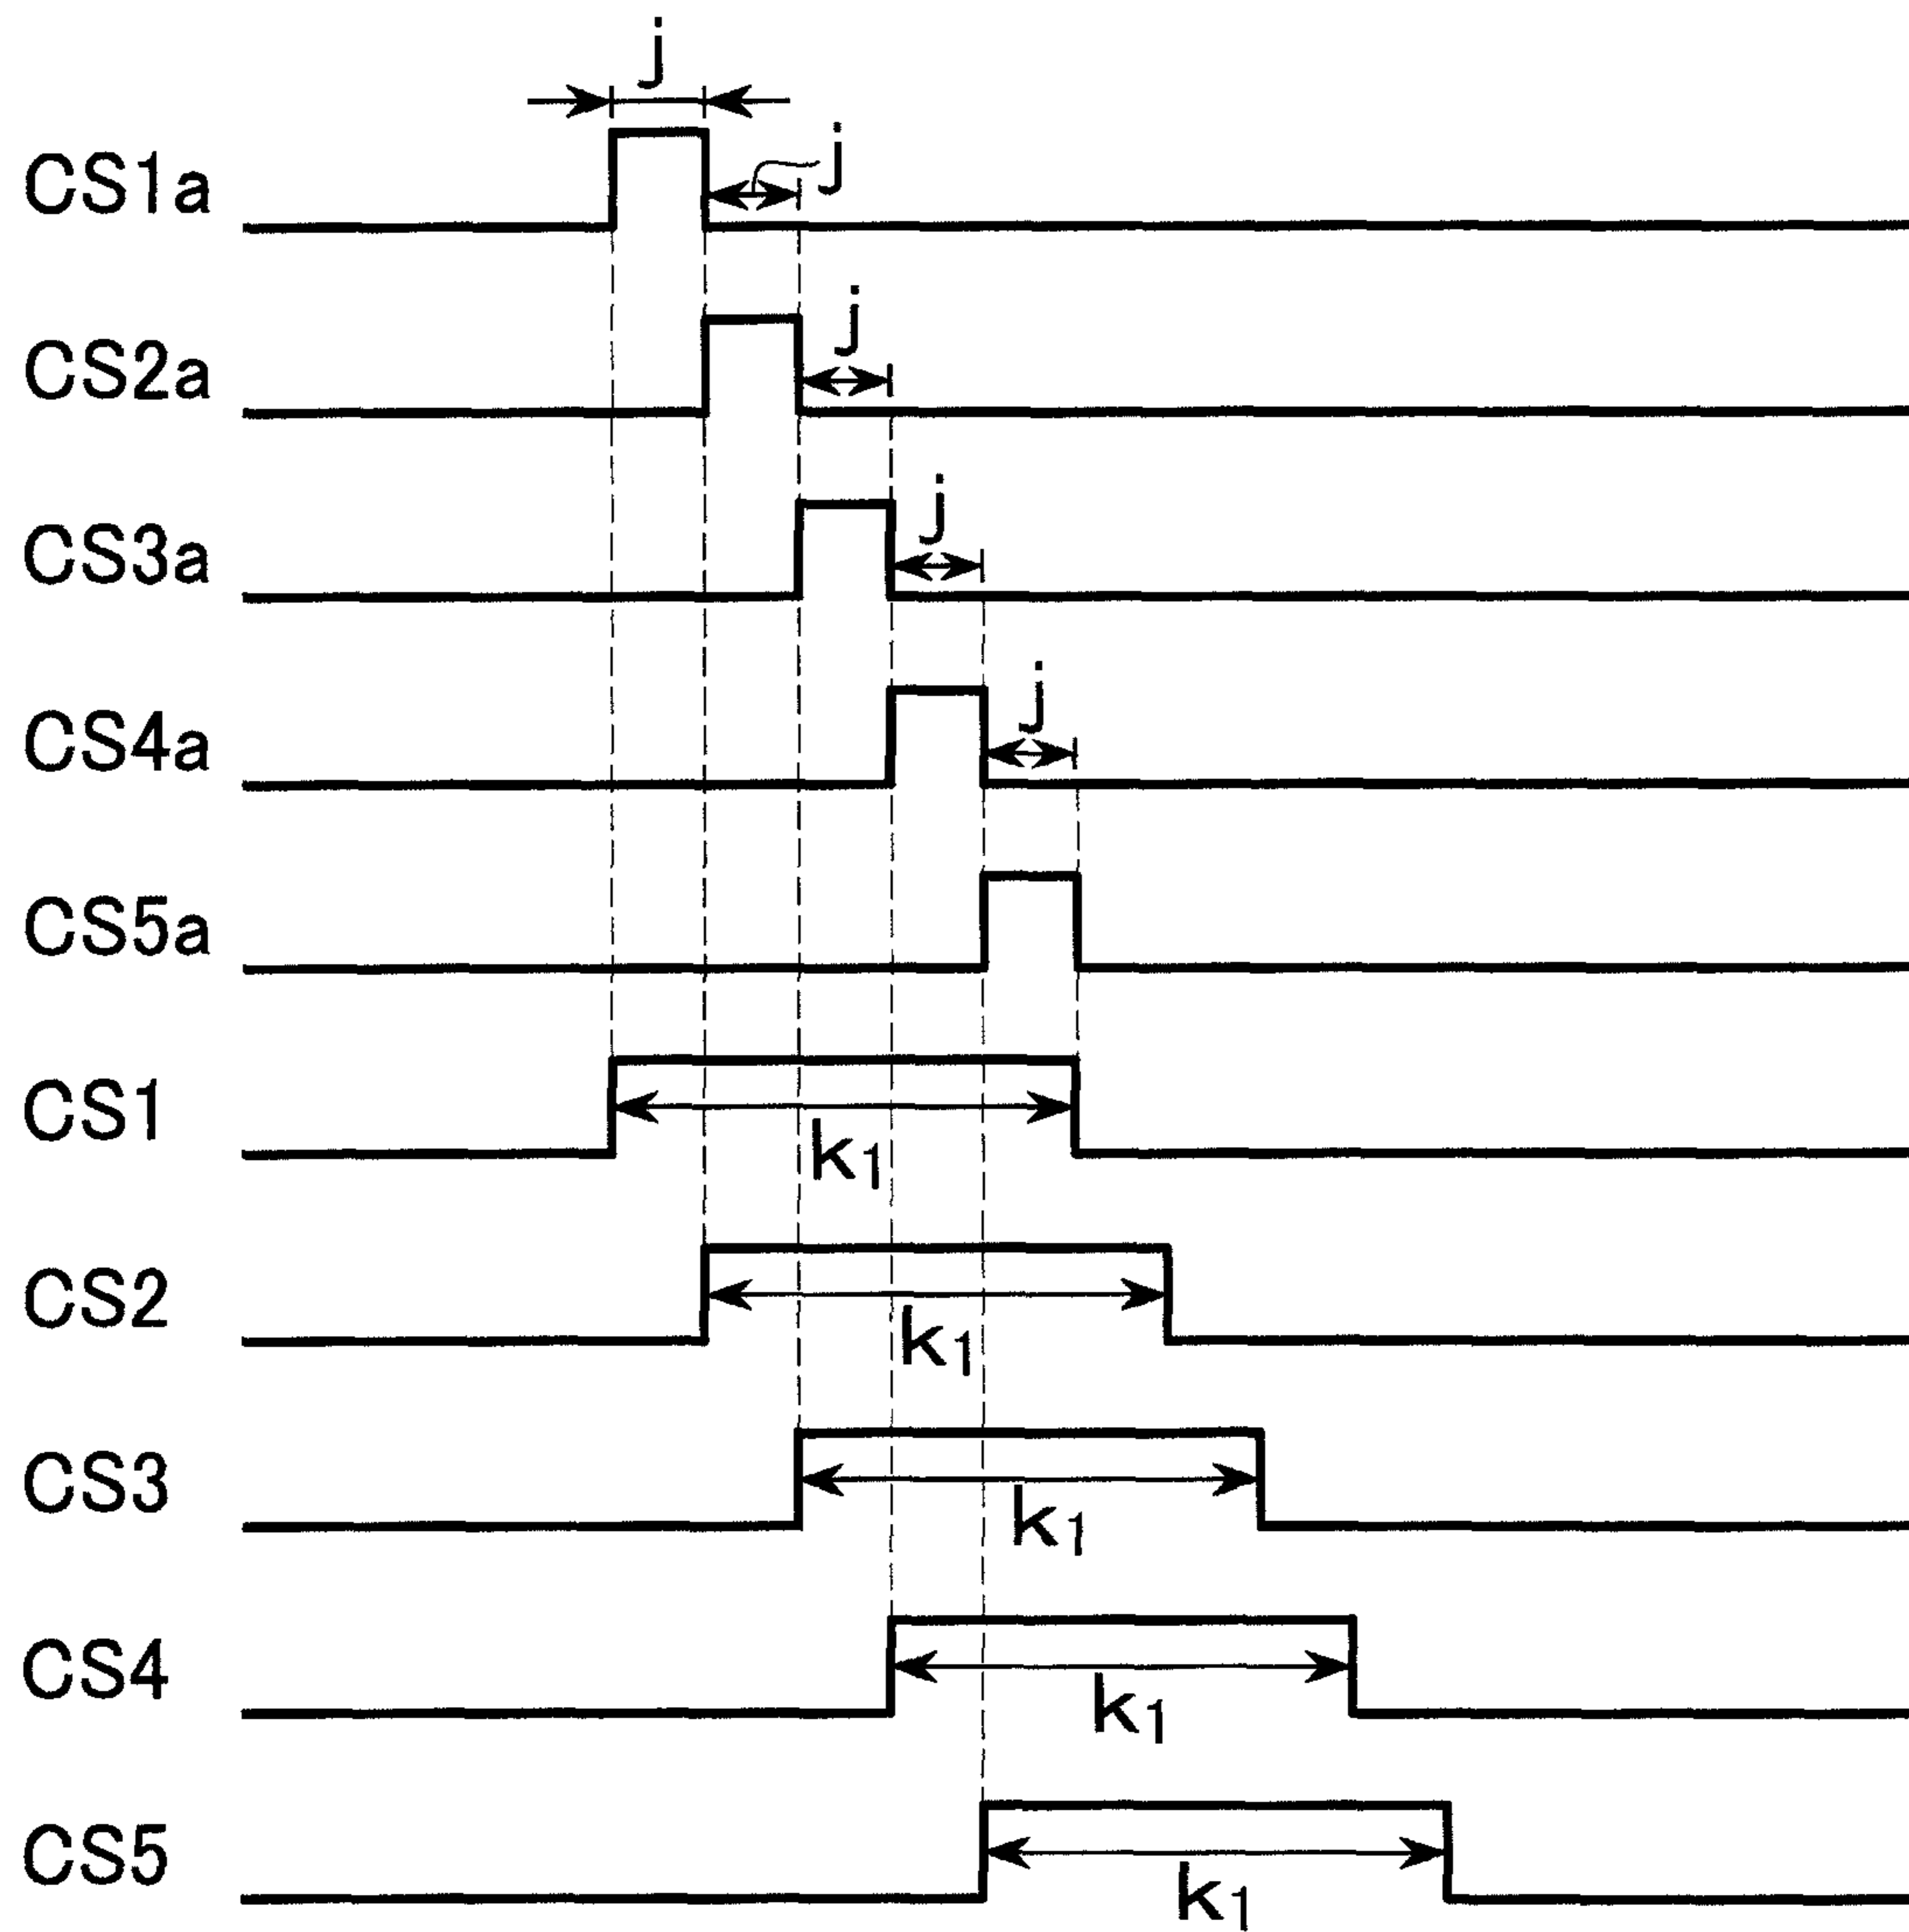 j
CS1a j
CS2a j
CS3a j
CS4a j
CS5a
CS1 k₁
CS2 k₁
CS3 k₁
CS4 k₁
CS5 k₁